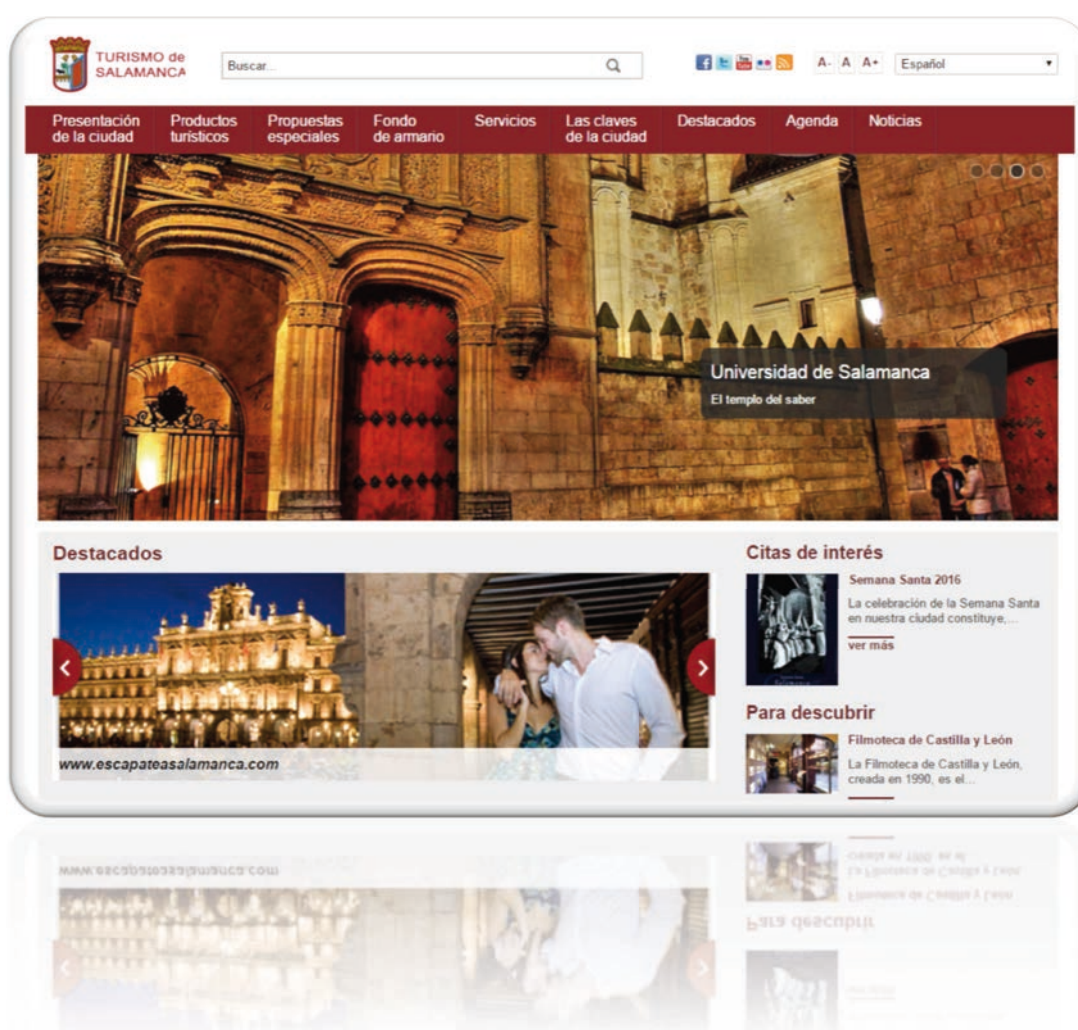 TURISMO de
SALAMANCA
Buscar...
A- A A+
Español
Presentación
de la ciudad
Productos
turísticos
Propuestas
especiales
Fondo
de armario
Servicios
Las claves
de la ciudad
Destacados
Agenda
Noticias
Universidad de Salamanca
El templo del saber
Destacados
www.escapateasalamanca.com
Citas de interés
Semana Santa 2016
La celebración de la Semana Santa
en nuestra ciudad constituye,...
ver más
Para descubrir
Filmoteca de Castilla y León
La Filmoteca de Castilla y León,
creada en 1990, es el...